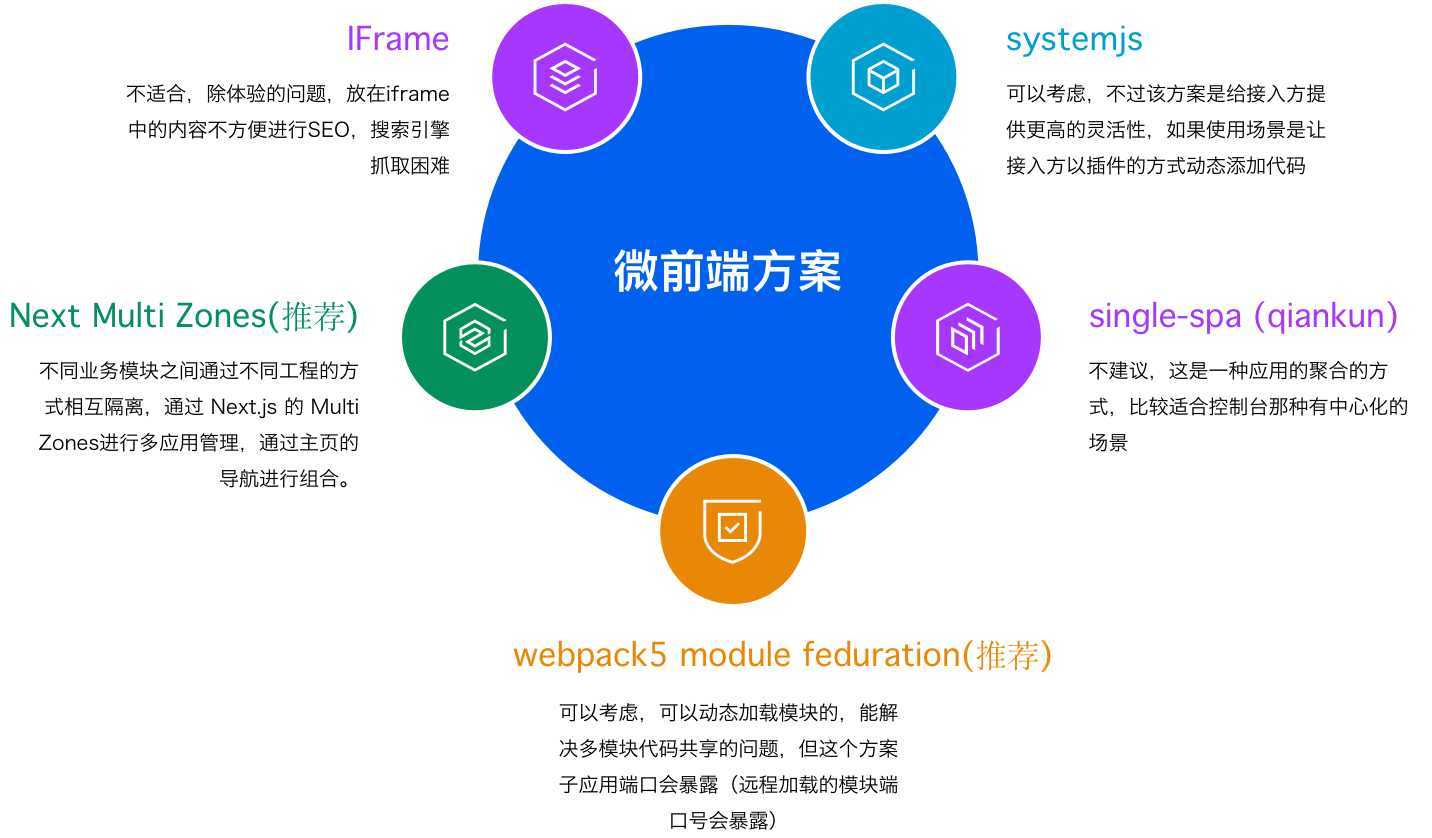 IFrame
不适合，除体验的问题，放在iframe
中的内容不方便进行SEO，搜索引擎
抓取困难
systemjs
可以考虑，不过该方案是给接入方提
供更高的灵活性，如果使用场景是让
接入方以插件的方式动态添加代码
微前端方案
Next Multi Zones(推荐)
不同业务模块之间通过不同工程的方
式相互隔离，通过 Next.js 的 Multi
Zones进行多应用管理，通过主页的
导航进行组合。
single-spa (qiankun)
不建议，这是一种应用的聚合的方
式，比较适合控制台那种有中心化的
场景
webpack5 module feduration(推荐)
可以考虑，可以动态加载模块的，能解
决多模块代码共享的问题，但这个方案
子应用端口会暴露（远程加载的模块端
口号会暴露）